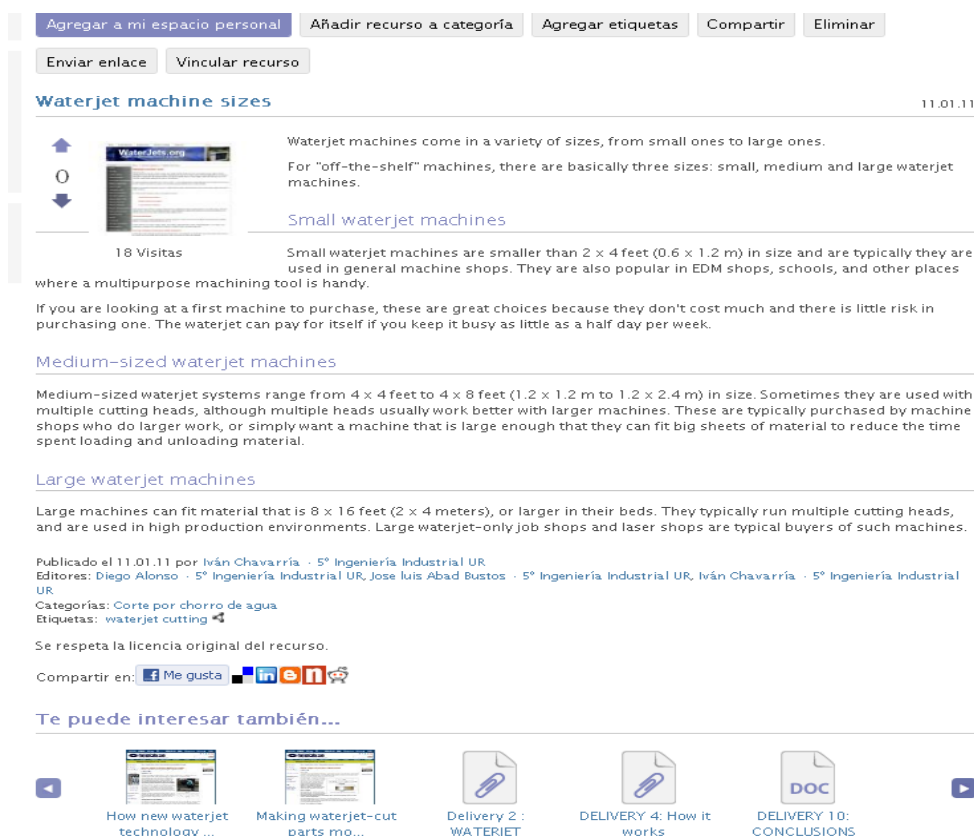 Agregar a mi espacio personal Añadir recurso a categoría Agregar etiquetas Compartir Eliminar
Enviar enlace Vincular recurso
Waterjet machine sizes 11.01.11
WaterJets.org
0
18 Visitas
Waterjet machines come in a variety of sizes, from small ones to large ones.
For "off-the-shelf" machines, there are basically three sizes: small, medium and large waterjet
machines.
Small waterjet machines
Small waterjet machines are smaller than 2 x 4 feet (0.6 x 1.2 m) in size and are typically they are
used in general machine shops. They are also popular in EDM shops, schools, and other places
where a multipurpose machining tool is handy.
If you are looking at a first machine to purchase, these are great choices because they don't cost much and there is little risk in
purchasing one. The waterjet can pay for itself if you keep it busy as little as a half day per week.
Medium-sized waterjet machines
Medium-sized waterjet systems range from 4 x 4 feet to 4 x 8 feet (1.2 x 1.2 m to 1.2 x 2.4 m) in size. Sometimes they are used with
multiple cutting heads, although multiple heads usually work better with larger machines. These are typically purchased by machine
shops who do larger work, or simply want a machine that is large enough that they can fit big sheets of material to reduce the time
spent loading and unloading material.
Large waterjet machines
Large machines can fit material that is 8 x 16 feet (2 x 4 meters), or larger in their beds. They typically run multiple cutting heads,
and are used in high production environments. Large waterjet-only job shops and laser shops are typical buyers of such machines.
Publicado el 11.01.11 por Iván Chavarría · 5º Ingeniería Industrial UR
Editores: Diego Alonso · 5º Ingeniería Industrial UR, Jose luis Abad Bustos · 5º Ingeniería Industrial UR, Iván Chavarría · 5º Ingeniería Industrial
UR
Categorías: Corte por chorro de agua
Etiquetas: waterjet cutting
Se respeta la licencia original del recurso.
Compartir en: Me gusta
Te puede interesar también...
DOC
How new waterjet Making waterjet-cut Delivery 2 : DELIVERY 4: How it DELIVERY 10:
technology ... parts mo... WATERJET works CONCLUSIONS